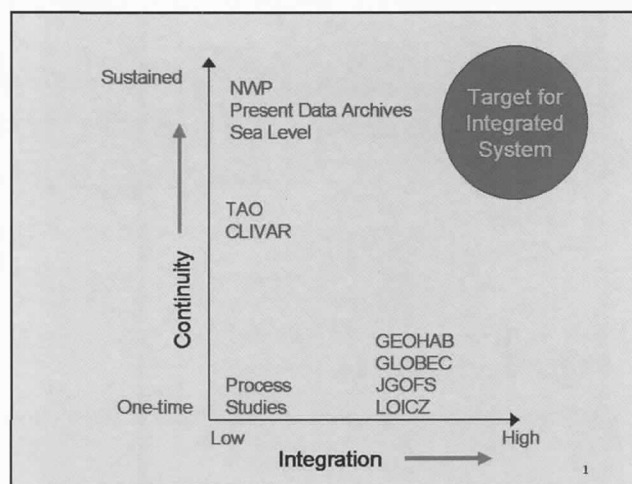 Sustained
NWP
Present Data Archives
Sea Level
Target for
Integrated
System
TAO
CLIVAR
Continuity
GEOHAB
GLOBEC
JGOFS
LOICZ
Process
Studies
One-time
Low
High
Integration
1